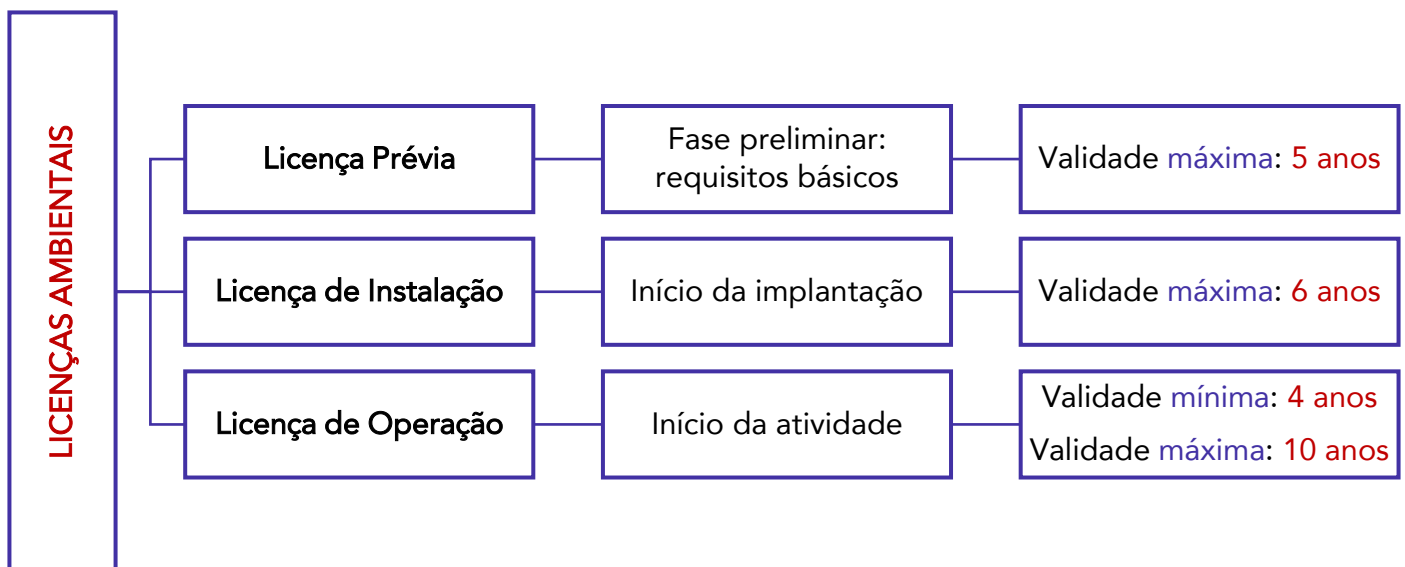 LICENÇAS AMBIENTAIS
Licença Prévia
Fase preliminar:
requisitos básicos
Validade máxima: 5 anos
Licença de Instalação
Início da implantação
Validade máxima: 6 anos
Licença de Operação
Início da atividade
Validade mínima: 4 anos
Validade máxima: 10 anos